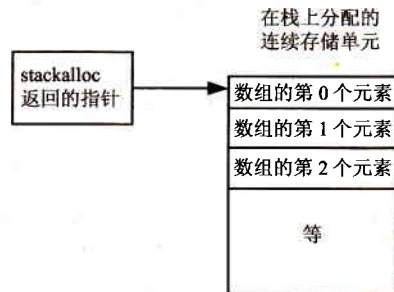 在栈上分配的
连续存储单元
stackalloc
返回的指针
数组的第 0 个元素
数组的第 1 个元素
数组的第 2 个元素
等